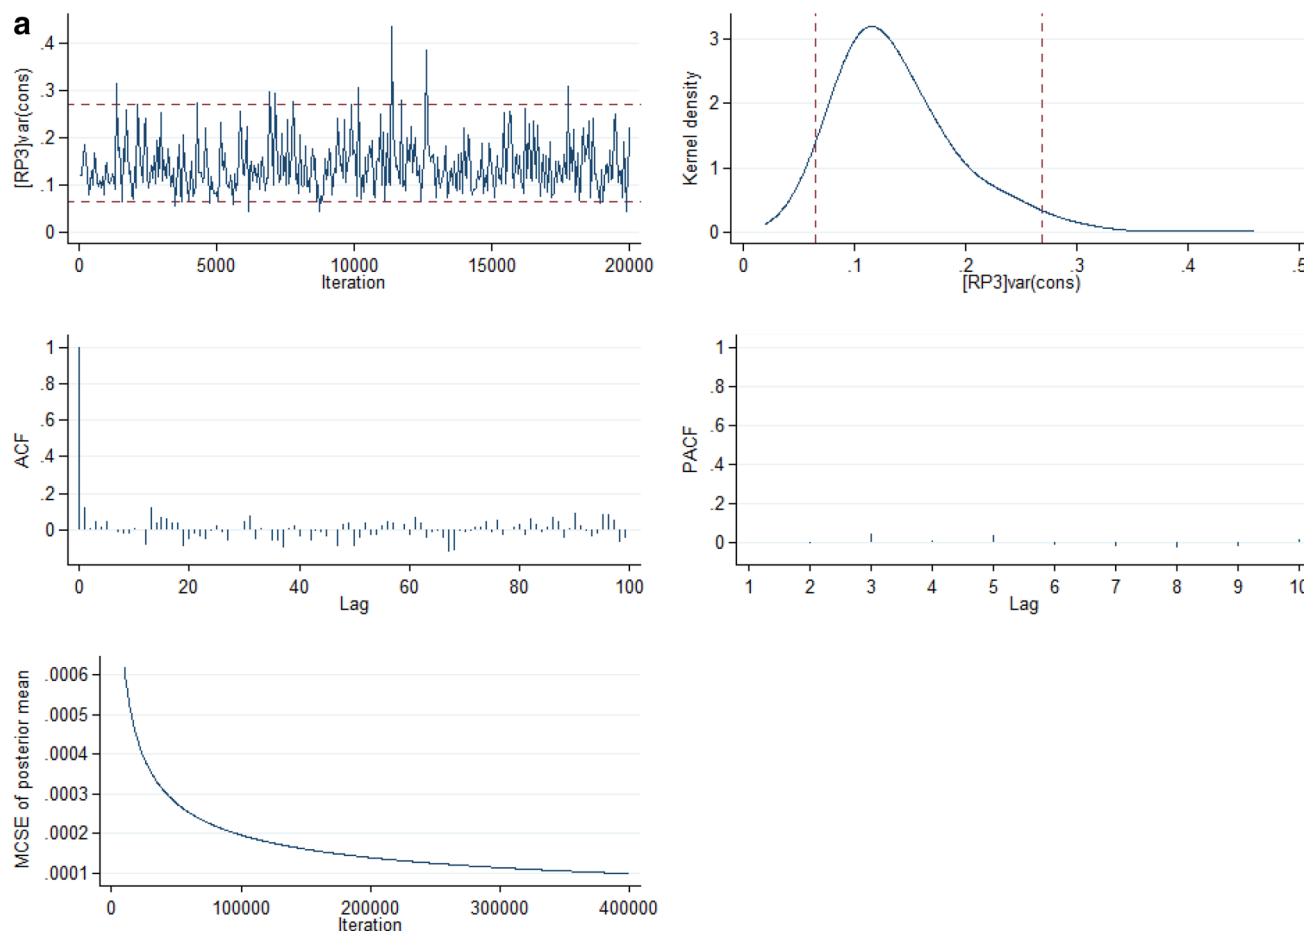 a
[RP3]v ar(cons)
.4
.3
.2
.1
0
0 5000 10000 15000 20000
Iteration
Kernel density
3
2
1
0
0 .1 .2 .3 .4 .5
[RP3]var(cons)
ACF
1
.8
.6
.4
.2
0
0 20 40 60 80 100
Lag
PACF
1
.8
.6
.4
.2
0
1 2 3 4 5 6 7 8 9 10
Lag
MCSE of posterior mean
.0006
.0005
.0004
.0003
.0002
.0001
0 100000 200000 300000 400000
Iteration